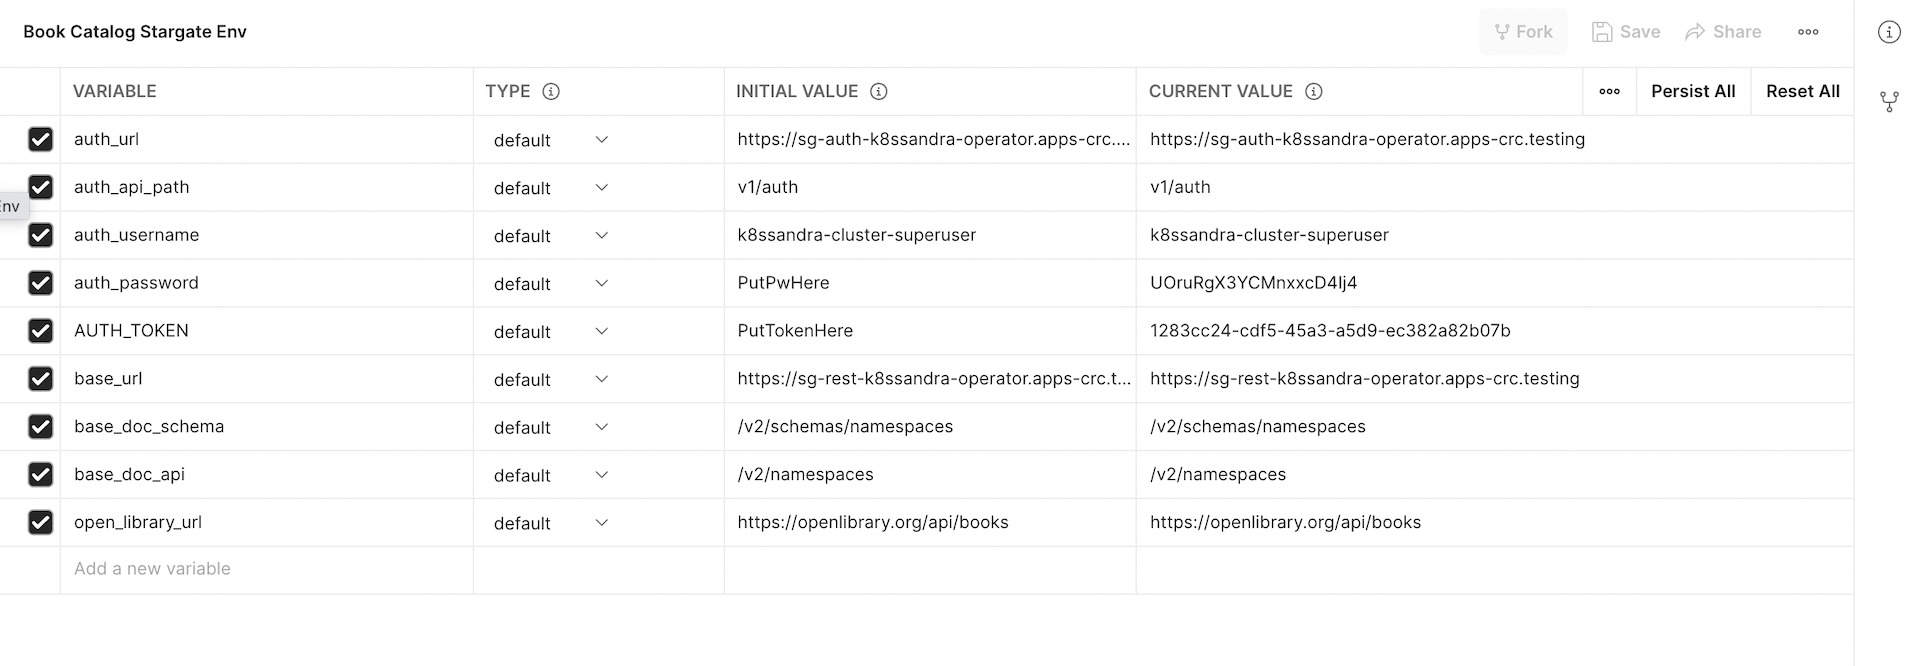 Book Catalog Stargate Env
Fork Save Share
VARIABLE TYPE INITIAL VALUE CURRENT VALUE Persist All Reset All
auth_url default https://sg-auth-k8ssandra-operator.apps-crc.... https://sg-auth-k8ssandra-operator.apps-crc.testing
auth_api_path default v1/auth v1/auth
Env
auth_username default k8ssandra-cluster-superuser k8ssandra-cluster-superuser
auth_password default PutPwHere UOruRgX3YCMnxxcD4Ij4
AUTH_TOKEN default PutTokenHere 1283cc24-cdf5-45a3-a5d9-ec382a82b07b
base_url default https://sg-rest-k8ssandra-operator.apps-crc.t... https://sg-rest-k8ssandra-operator.apps-crc.testing
base_doc_schema default /v2/schemas/namespaces /v2/schemas/namespaces
base_doc_api default /v2/namespaces /v2/namespaces
open_library_url default https://openlibrary.org/api/books https://openlibrary.org/api/books
Add a new variable